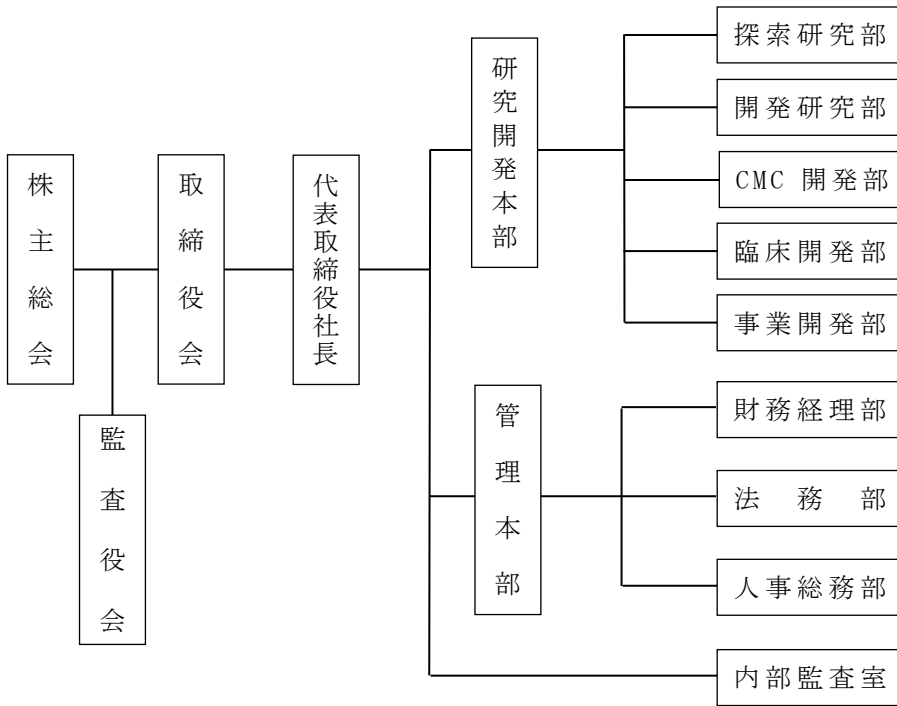 株主総会
監査役会
取締役会
代表取締役社長
研究開発本部
探索研究部
開発研究部
CMC 開発部
臨床開発部
事業開発部
管理本部
財務経理部
法務部
人事総務部
内部監査室